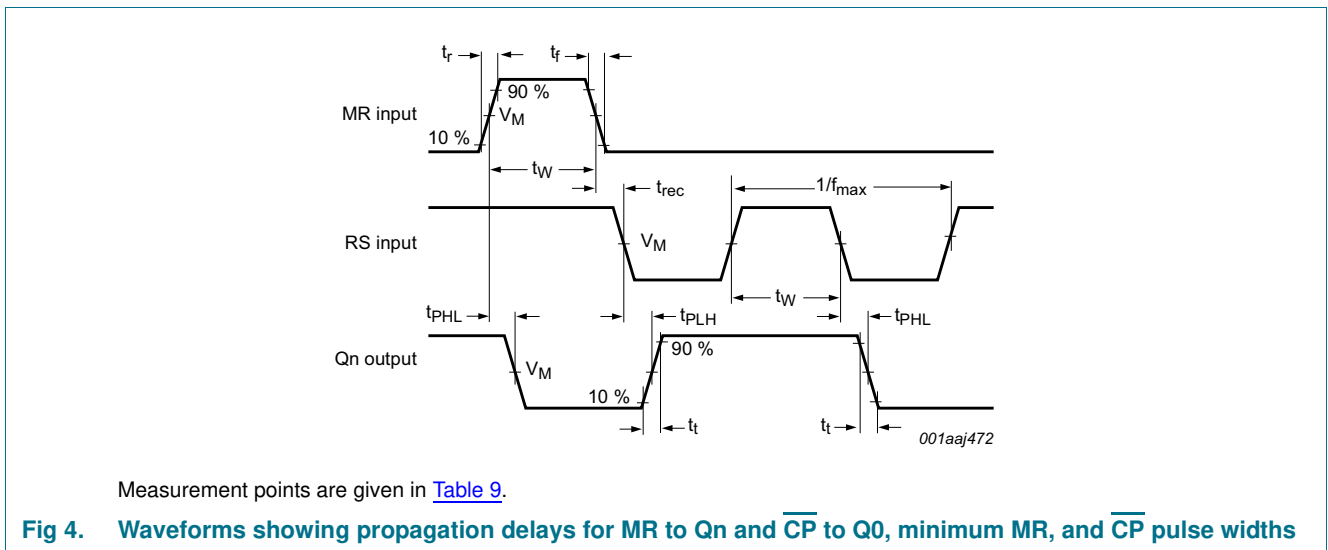 tr
tf
90 %
MR input
VM
10 %
tW
trec
1/fmax
RS input
VM
tW
tPHL
tPLH
tPHL
90 %
Qn output
VM
10 %
tt
tt
001aaj472
Measurement points are given in Table 9.
Fig 4. Waveforms showing propagation delays for MR to Qn and C̅P̅ to Q0, minimum MR, and C̅P̅ pulse widths